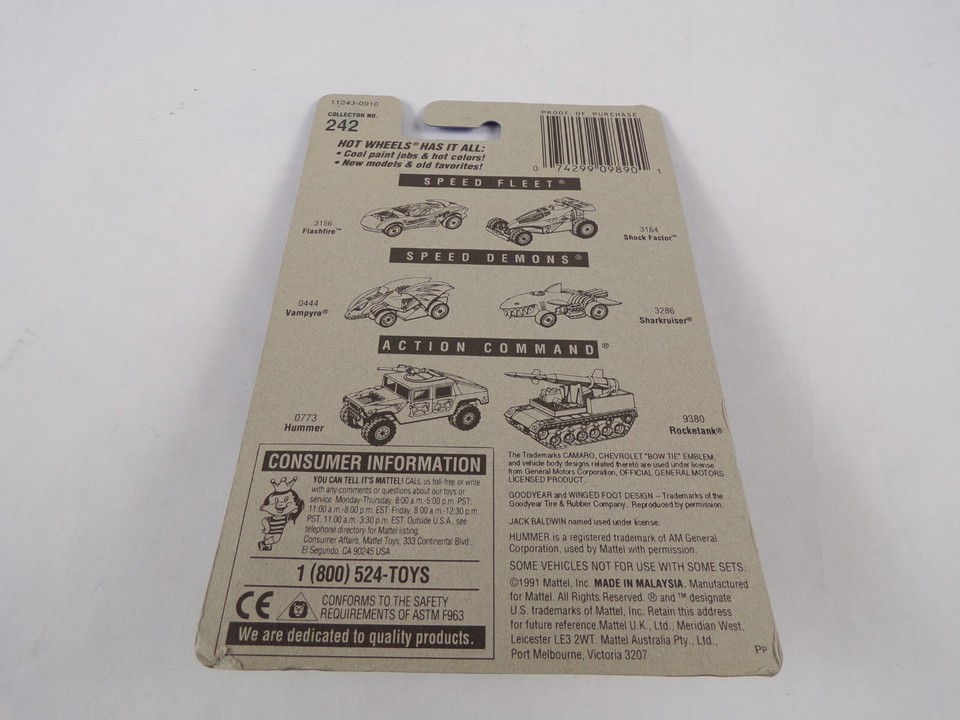 11243-0910
COLLECTOR NO.
242
HOT WHEELS® HAS IT ALL:
• Cool paint jobs & hot colors!
• New models & old favorites!
PROOF OF PURCHASE
0 74299 09890 1
SPEED FLEET®
3156
Flashfire™
3164
Shock Factor™
SPEED DEMONS®
0444
Vampyra®
3286
Sharkruiser®
ACTION COMMAND®
0773
Hummer
9380
Rocketank®
CONSUMER INFORMATION
YOU CAN TELL IT'S MATTEL! CALL us toll-free or write
with any comments or questions about our toys or
service. Monday-Thursday, 8:00 a.m.-5:00 p.m. PST:
11:00 a.m.-8:00 p.m. EST. Friday, 8:00 a.m.-12:30 p.m.
PST, 11:00 a.m.-3:30 p.m. EST. Outside U.S.A., see
telephone directory for Mattel listing.
Consumer Affairs, Mattel Toys, 333 Continental Blvd.,
El Segundo, CA 90245 USA
1 (800) 524-TOYS
CE
CONFORMS TO THE SAFETY
REQUIREMENTS OF ASTM F963
We are dedicated to quality products.
The Trademarks CAMARO, CHEVROLET "BOW TIE" EMBLEM,
and vehicle body designs related thereto are used under license
from General Motors Corporation, OFFICIAL GENERAL MOTORS
LICENSED PRODUCT.
GOODYEAR and WINGED FOOT DESIGN -- Trademarks of the
Goodyear Tire & Rubber Company. Reproduced by permission.
JACK BALDWIN named used under license.
HUMMER is a registered trademark of AM General
Corporation, used by Mattel with permission.
SOME VEHICLES NOT FOR USE WITH SOME SETS.
©1991 Mattel, Inc. MADE IN MALAYSIA. Manufactured
for Mattel. All Rights Reserved. ® and ™ designate
U.S. trademarks of Mattel, Inc. Retain this address
for future reference.Mattel U.K., Ltd., Meridian West,
Leicester LE3 2WT. Mattel Australia Pty., Ltd.,
Port Melbourne, Victoria 3207
PP